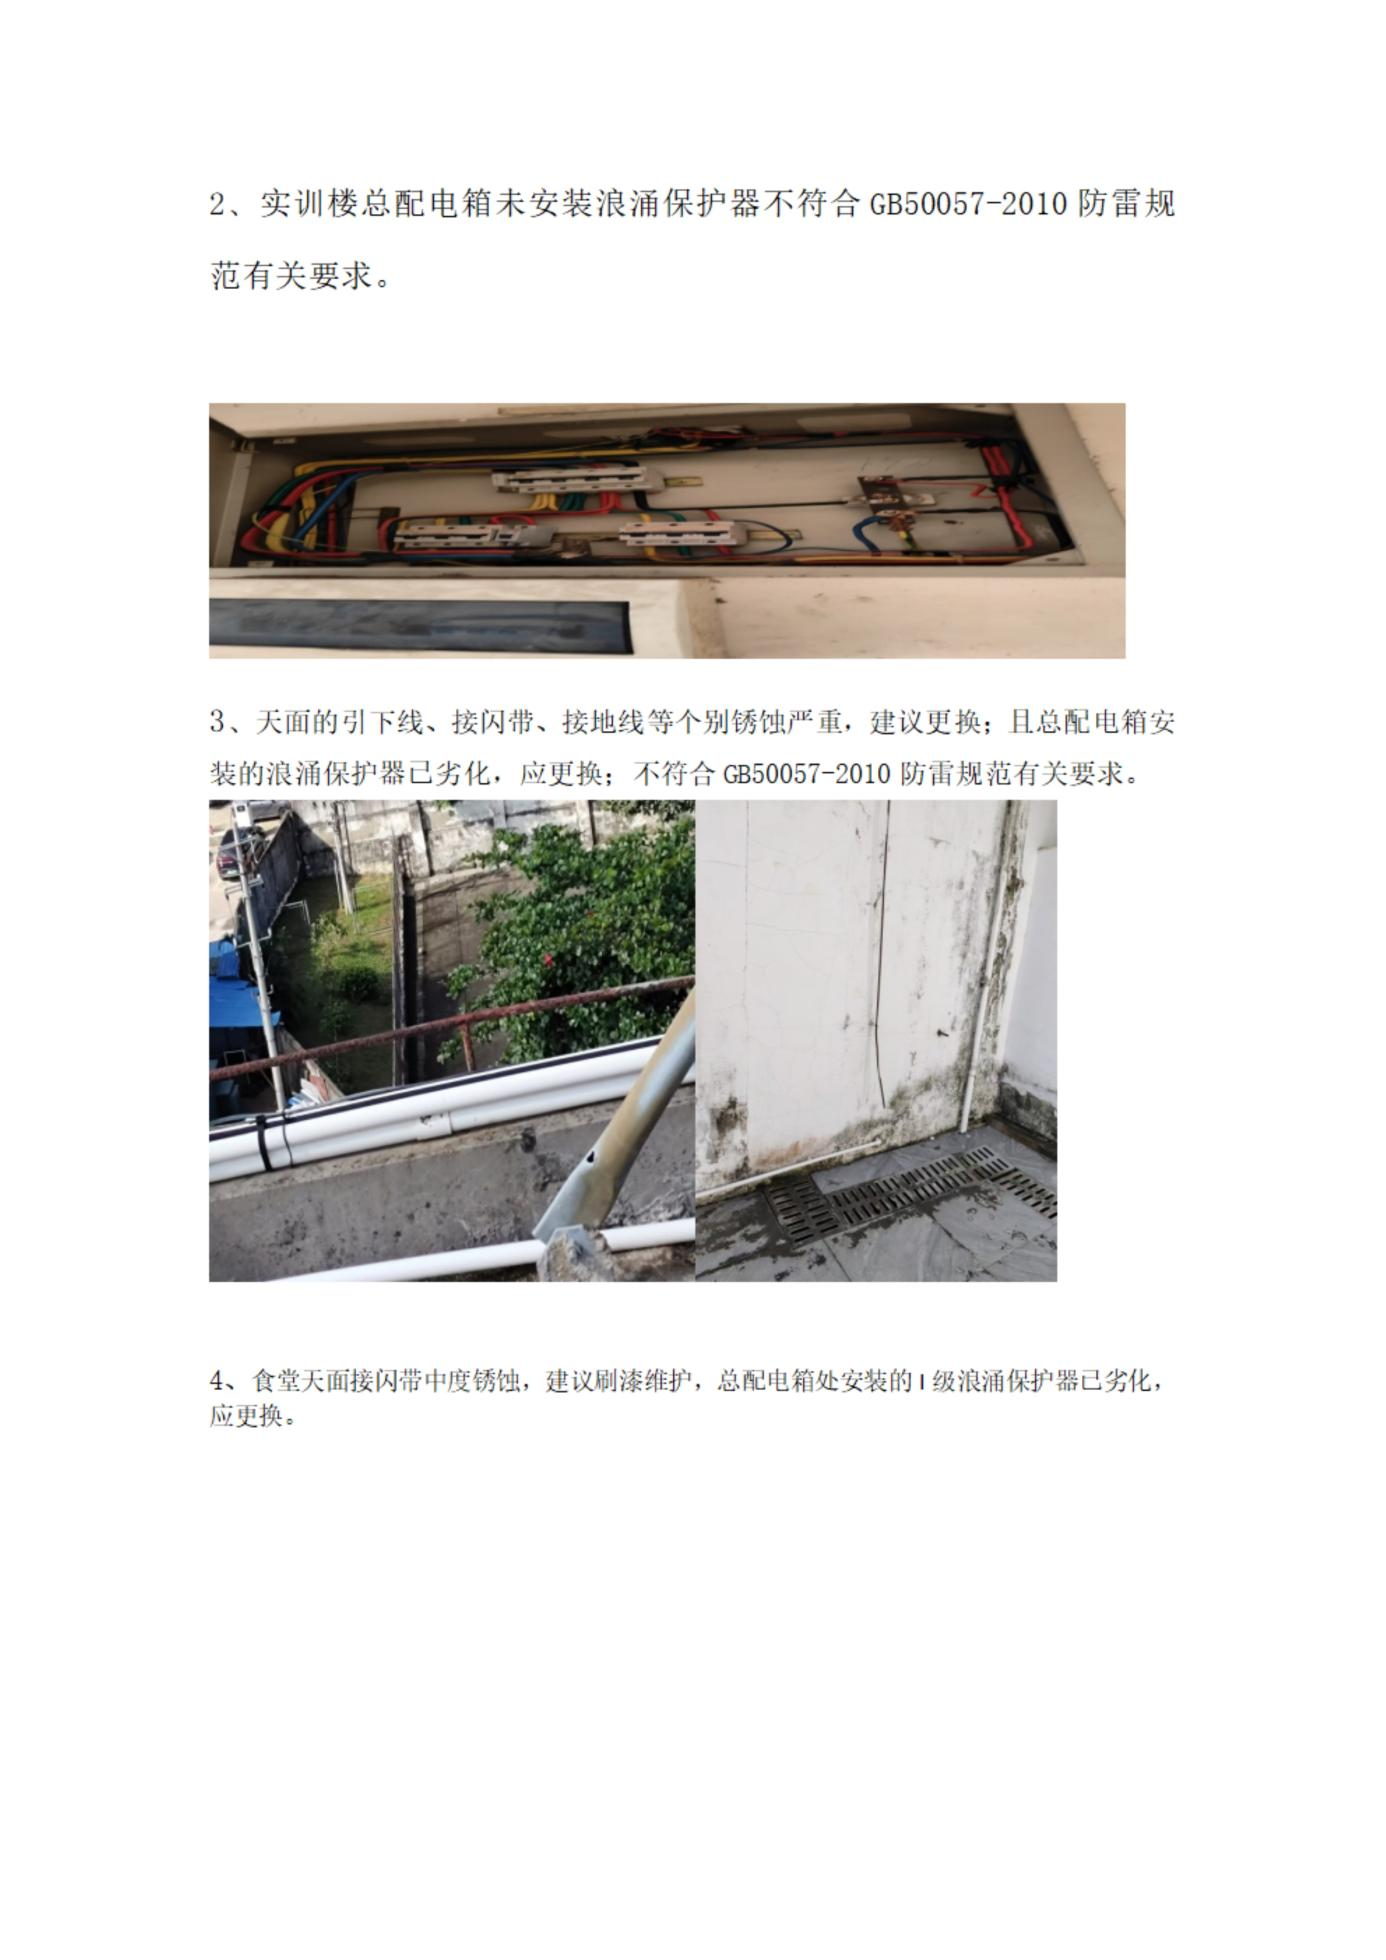 2、实训楼总配电箱未安装浪涌保护器不符合 GB50057-2010 防雷规
范有关要求。
3、天面的引下线、接闪带、接地线等个别锈蚀严重，建议更换；且总配电箱安
装的浪涌保护器已劣化，应更换；不符合 GB50057-2010 防雷规范有关要求。
4、食堂天面接闪带中度锈蚀，建议刷漆维护，总配电箱处安装的 I 级浪涌保护器已劣化，
应更换。